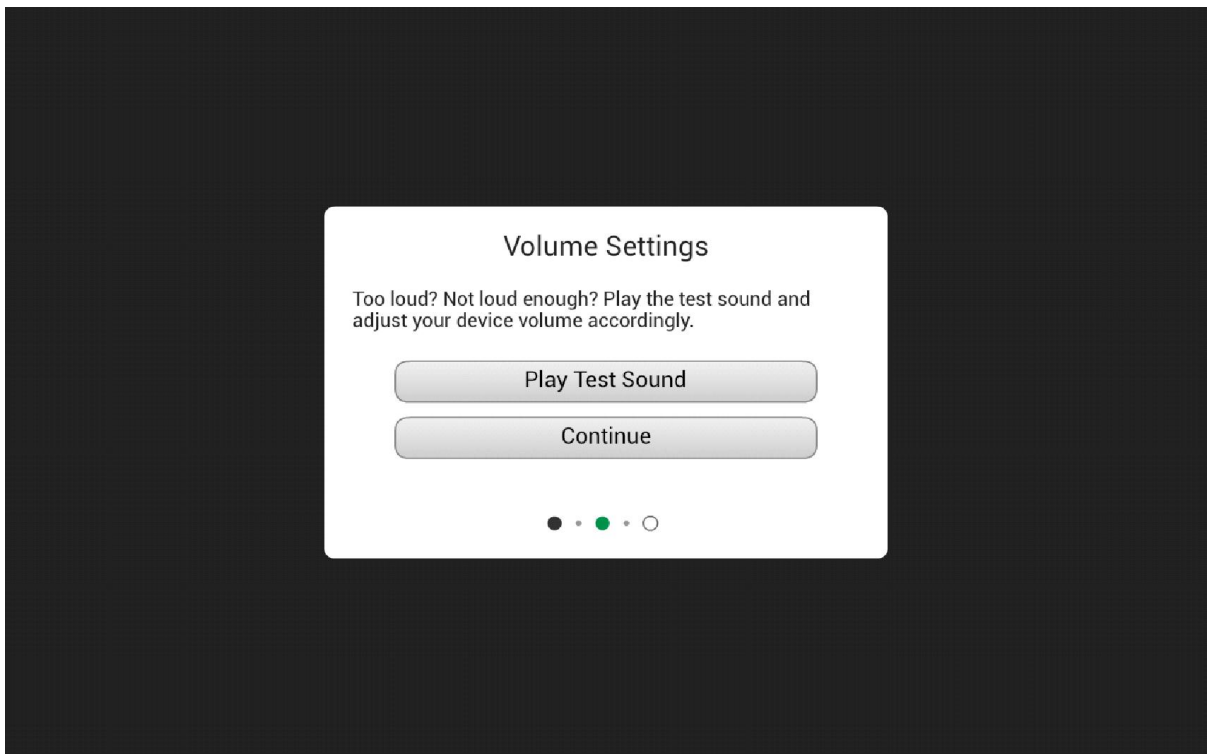 Volume Settings
Too loud? Not loud enough? Play the test sound and
adjust your device volume accordingly.
Play Test Sound
Continue